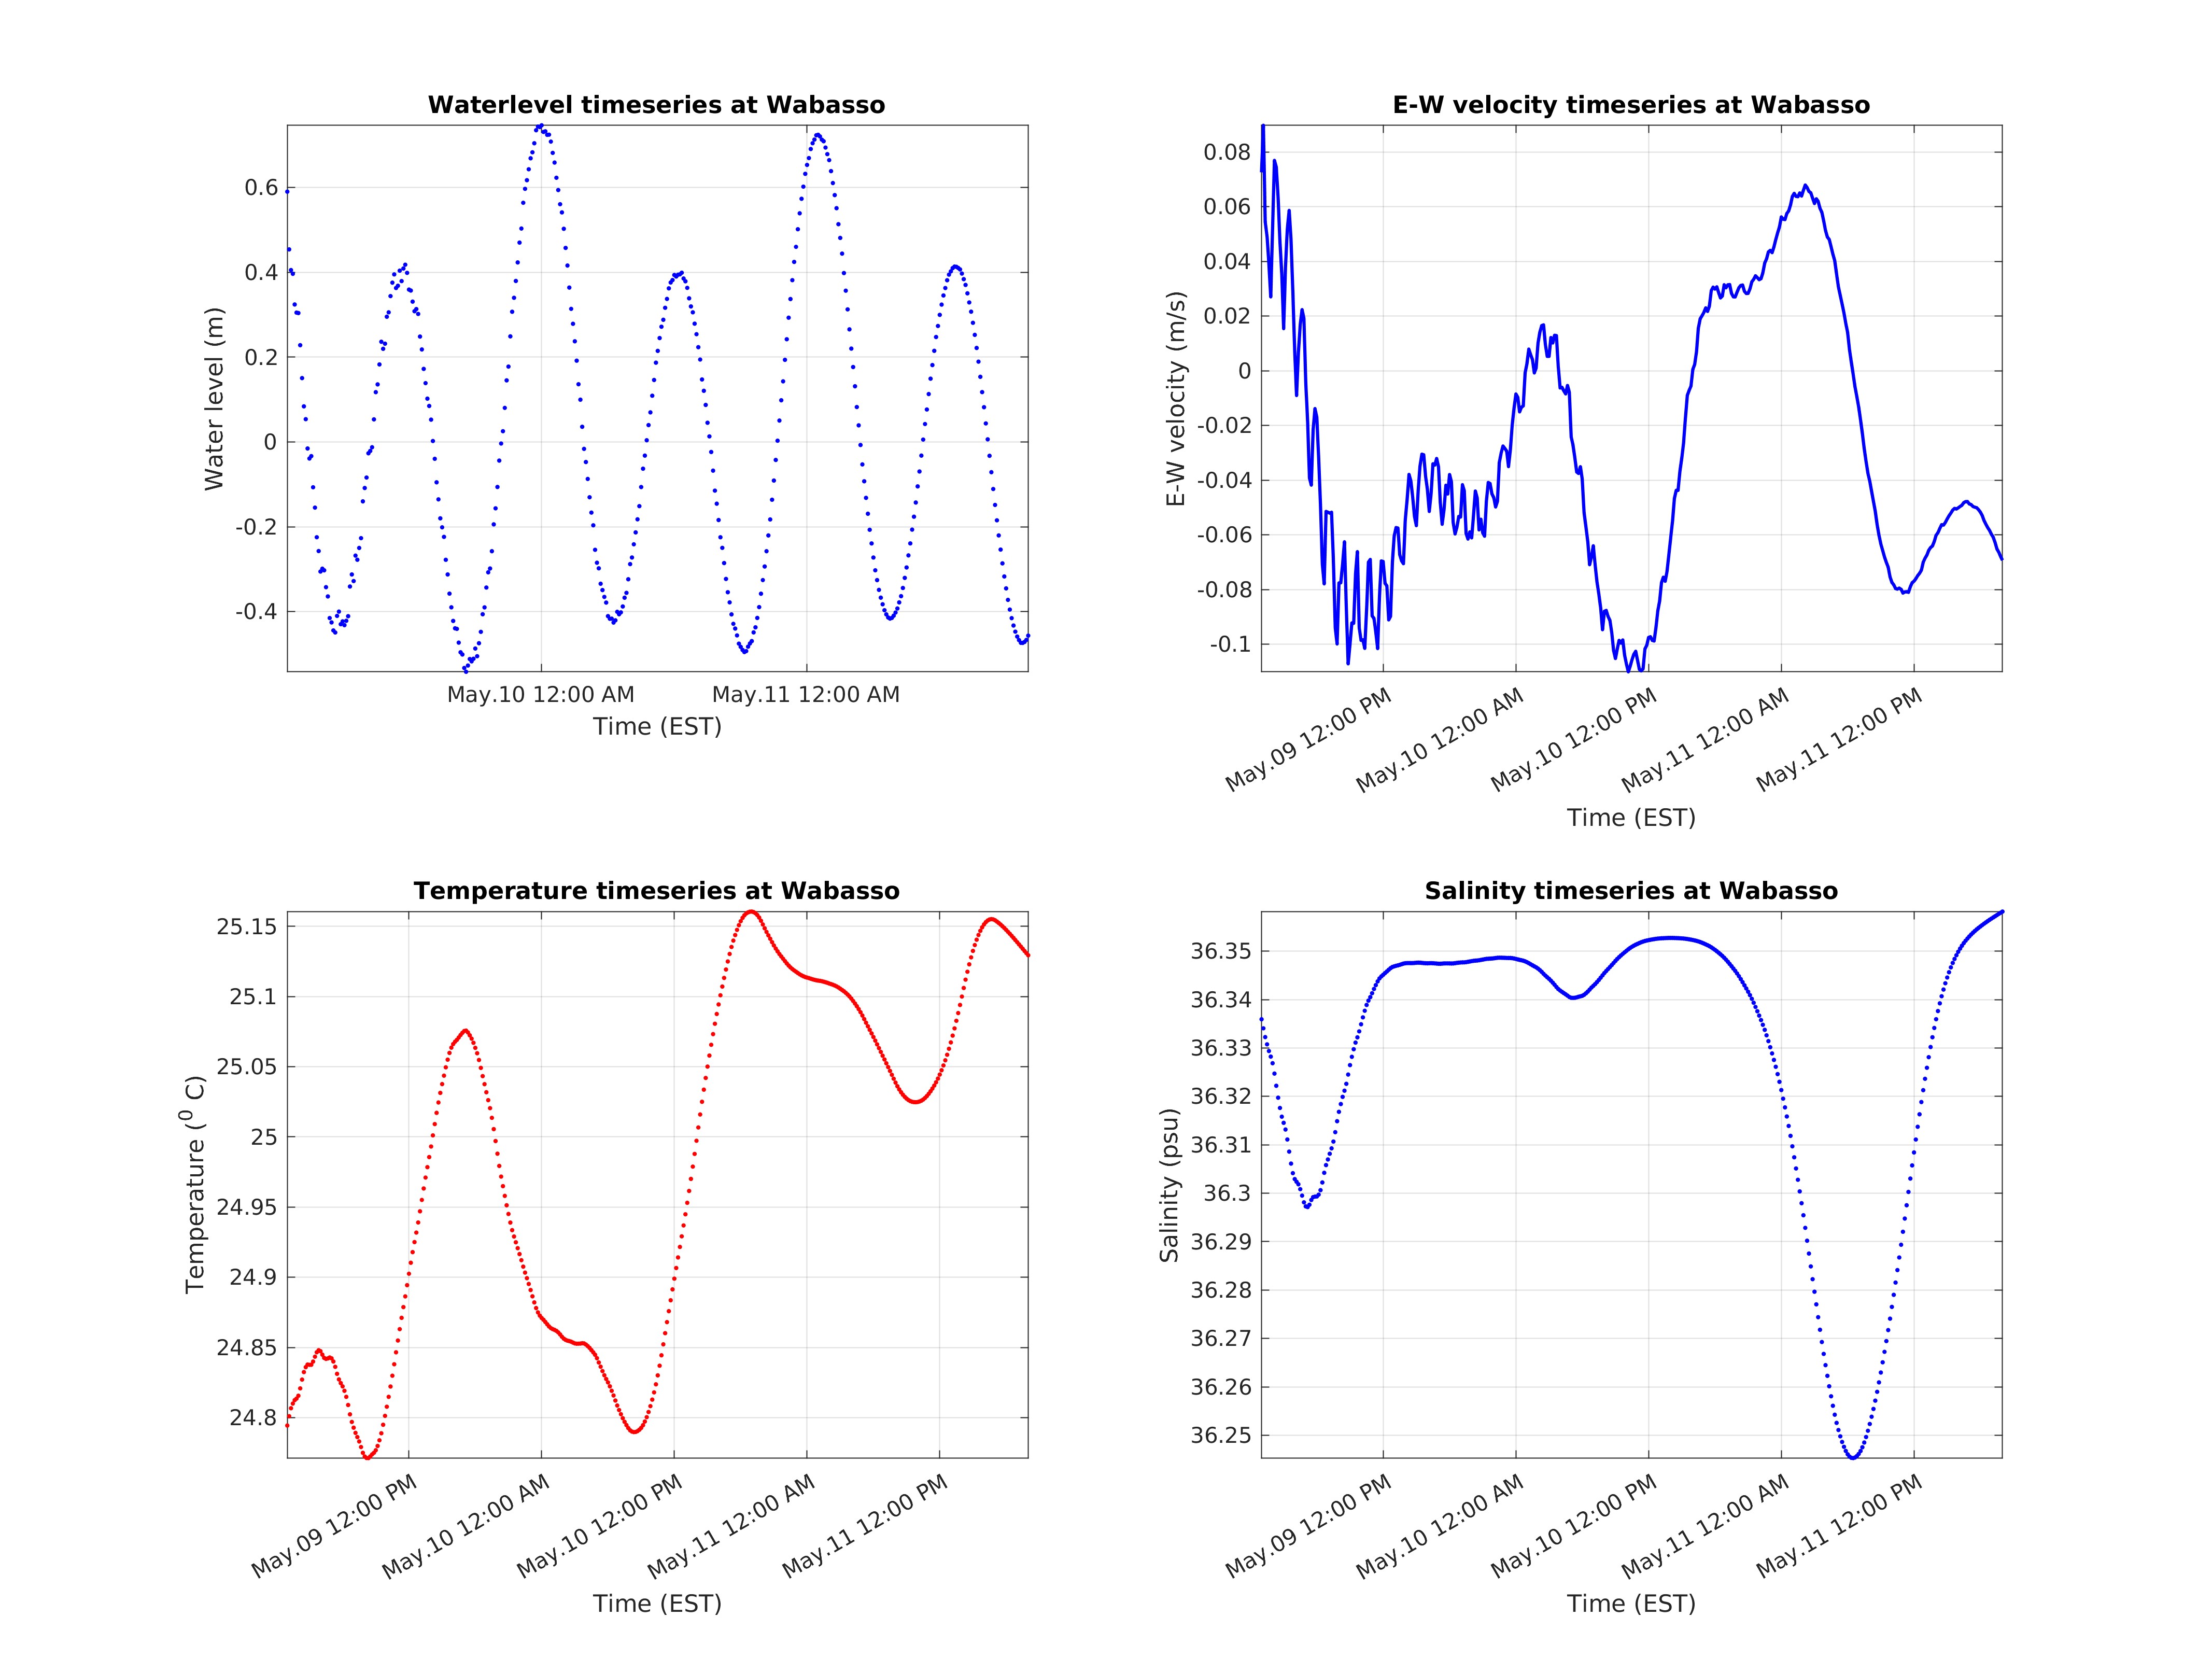 Waterlevel timeseries at Wabasso
Water level (m)
0.6
0.4
0.2
0
-0.2
-0.4
May.10 12:00 AM
May.11 12:00 AM
Time (EST)
E-W velocity timeseries at Wabasso
E-W velocity (m/s)
0.08
0.06
0.04
0.02
0
-0.02
-0.04
-0.06
-0.08
-0.1
May.09 12:00 PM
May.10 12:00 AM
May.10 12:00 PM
May.11 12:00 AM
May.11 12:00 PM
Time (EST)
Temperature timeseries at Wabasso
Temperature (⁰ C)
25.15
25.1
25.05
25
24.95
24.9
24.85
24.8
May.09 12:00 PM
May.10 12:00 AM
May.10 12:00 PM
May.11 12:00 AM
May.11 12:00 PM
Time (EST)
Salinity timeseries at Wabasso
Salinity (psu)
36.35
36.34
36.33
36.32
36.31
36.3
36.29
36.28
36.27
36.26
36.25
May.09 12:00 PM
May.10 12:00 AM
May.10 12:00 PM
May.11 12:00 AM
May.11 12:00 PM
Time (EST)